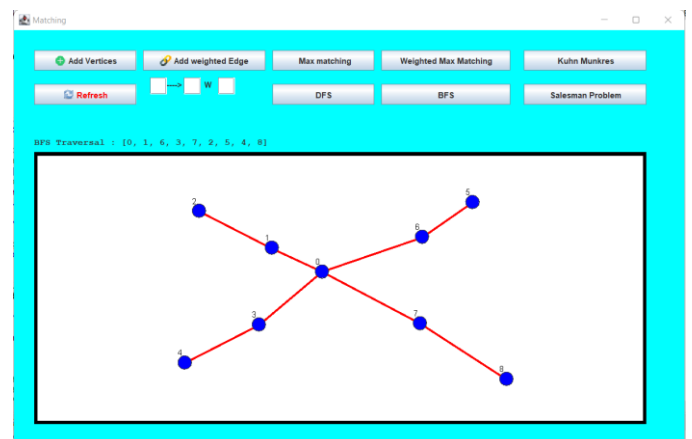 Matching
Add Vertices
Add weighted Edge
Max matching
Weighted Max Matching
Kuhn Munkres
Refresh
---> W
DFS
BFS
Salesman Problem
BFS Traversal : [0, 1, 6, 3, 7, 2, 5, 4, 8]
5
2
6
1
0
3
7
4
8